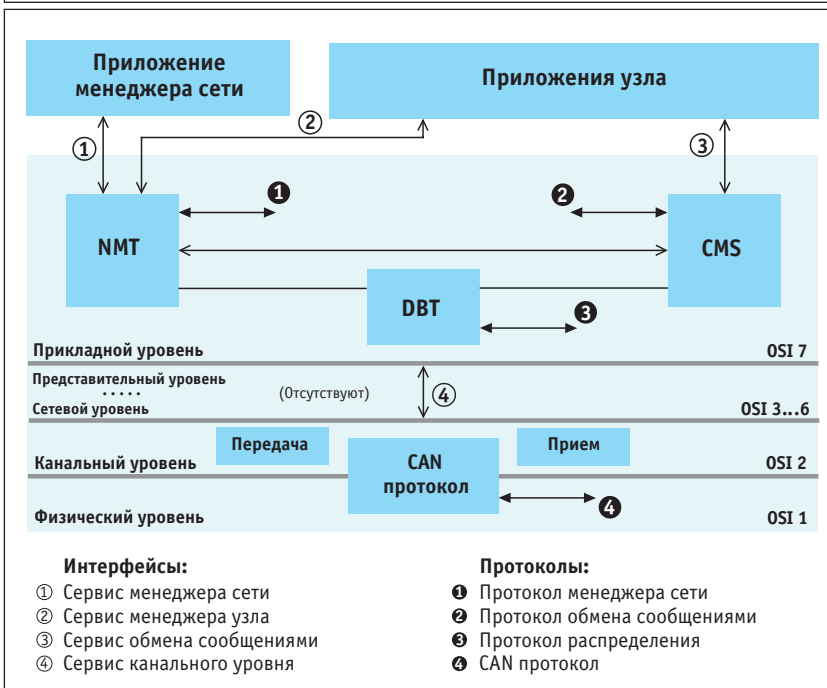 Приложение
менеджера сети
Приложения узла
①
②
③
❶
❷
NMT
CMS
DBT
❸
Прикладной уровень
OSI 7
Представительный уровень
.....
(Отсутствуют)
④
Сетевой уровень
OSI 3...6
Передача
Прием
Канальный уровень
CAN
протокол
OSI 2
❹
Физический уровень
OSI 1
Интерфейсы:
① Сервис менеджера сети
② Сервис менеджера узла
③ Сервис обмена сообщениями
④ Сервис канального уровня
Протоколы:
❶ Протокол менеджера сети
❷ Протокол обмена сообщениями
❸ Протокол распределения
❹ CAN протокол